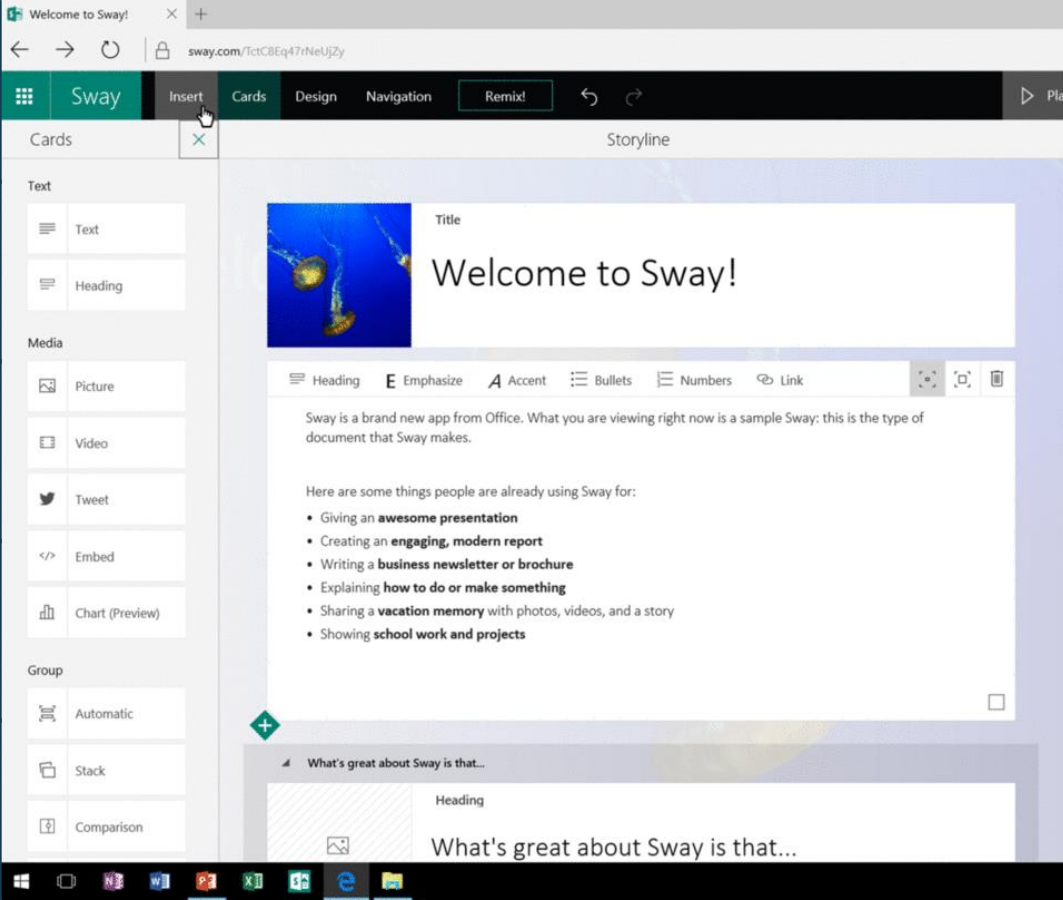 Welcome to Sway!
sway.com/TctC8Eq47rNeUjZy
Sway
Insert
Cards
Design
Navigation
Remix!
Cards
Storyline
Text
Text
Heading
Media
Picture
Video
Tweet
Embed
Chart (Preview)
Group
Automatic
Stack
Comparison
Title
Welcome to Sway!
Heading
E Emphasize
A Accent
Bullets
Numbers
Link
Sway is a brand new app from Office. What you are viewing right now is a sample Sway: this is the type of
document that Sway makes.
Here are some things people are already using Sway for:
• Giving an awesome presentation
• Creating an engaging, modern report
• Writing a business newsletter or brochure
• Explaining how to do or make something
• Sharing a vacation memory with photos, videos, and a story
• Showing school work and projects
What's great about Sway is that...
Heading
What's great about Sway is that...